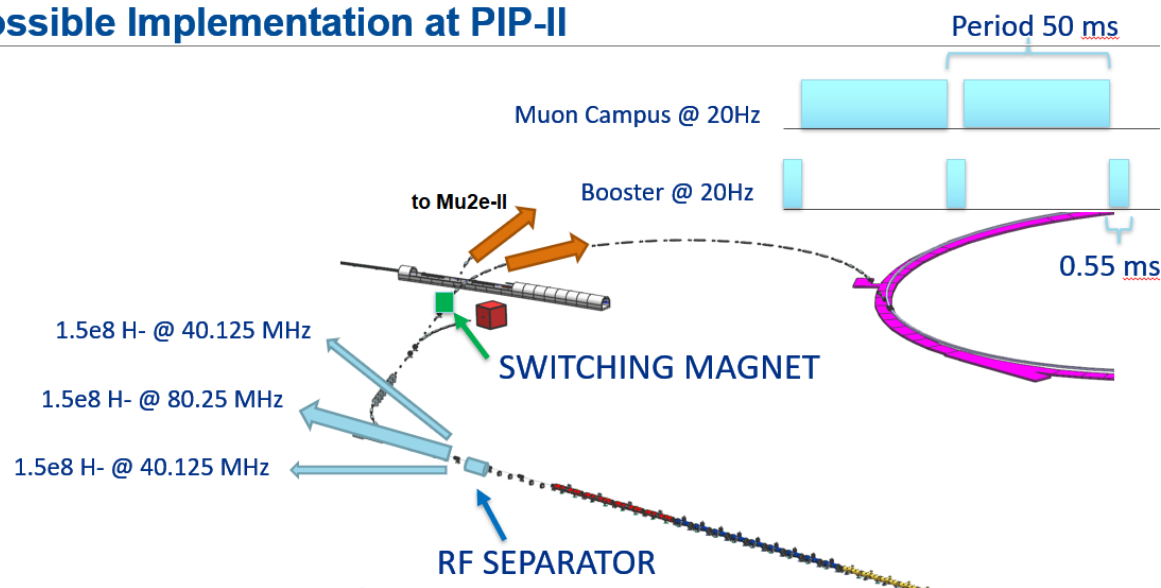 ossible Implementation at PIP-II
Period 50 ms
Muon Campus @ 20Hz
Booster @ 20Hz
to Mu2e-II
0.55 ms
1.5e8 H- @ 40.125 MHz
SWITCHING MAGNET
1.5e8 H- @ 80.25 MHz
1.5e8 H- @ 40.125 MHz
RF SEPARATOR